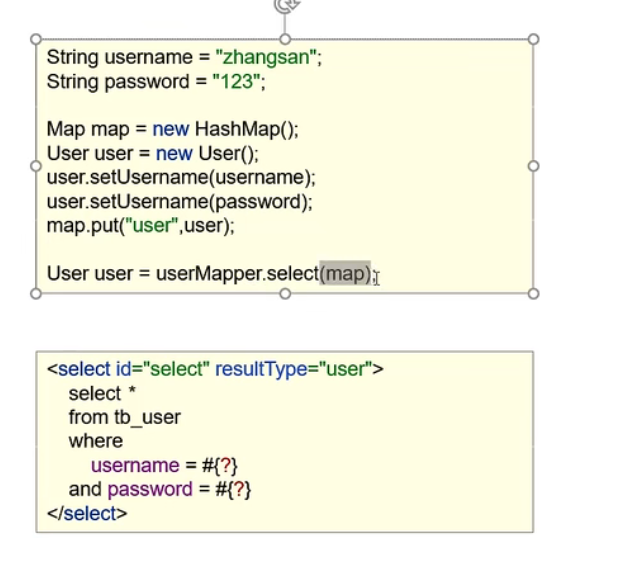 String username = "zhangsan";
String password = "123";
Map map = new HashMap();
User user = new User();
user.setUsername(username);
user.setUsername(password);
map.put("user",user);
User user = userMapper.select(map);
<select id="select" resultType="user">
select *
from tb_user
where
username = #{?}
and password = #{?}
</select>